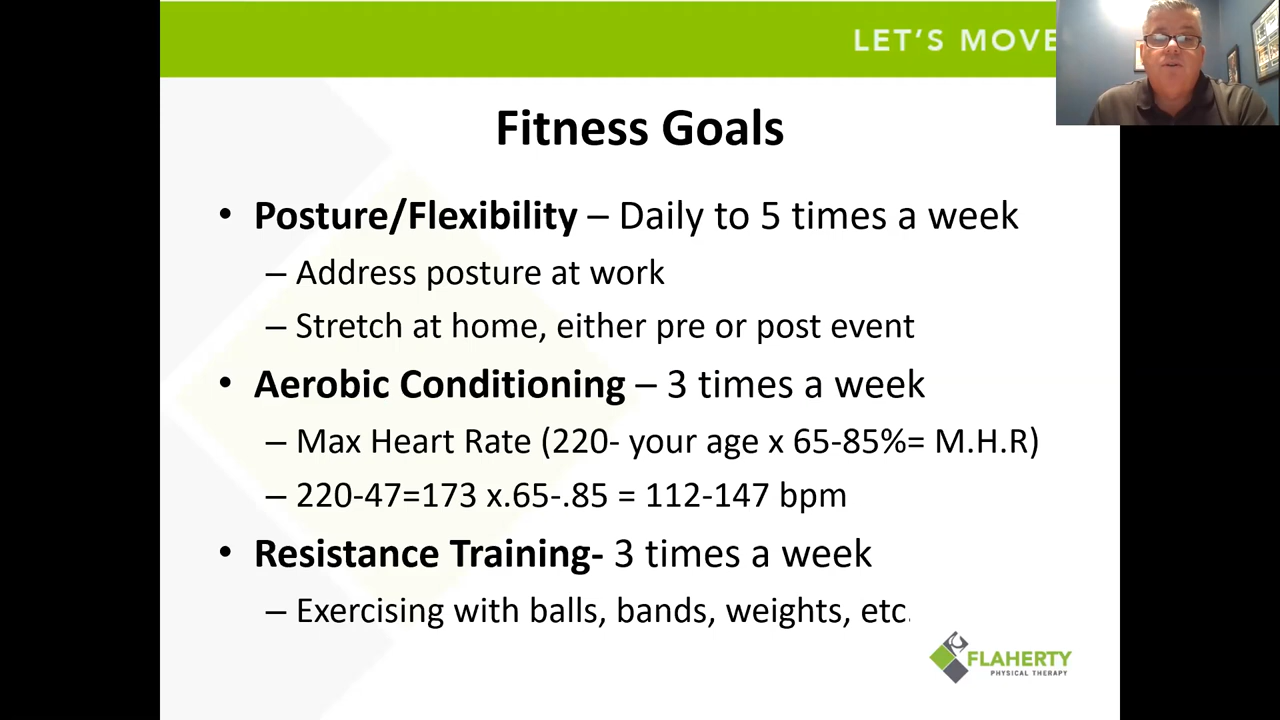 LET'S MOVE
Fitness Goals
• Posture/Flexibility – Daily to 5 times a week
– Address posture at work
– Stretch at home, either pre or post event
• Aerobic Conditioning – 3 times a week
– Max Heart Rate (220- your age x 65-85%= M.H.R)
– 220-47=173 x.65-.85 = 112-147 bpm
• Resistance Training- 3 times a week
– Exercising with balls, bands, weights, etc.
FLAHERTY
PHYSICAL THERAPY